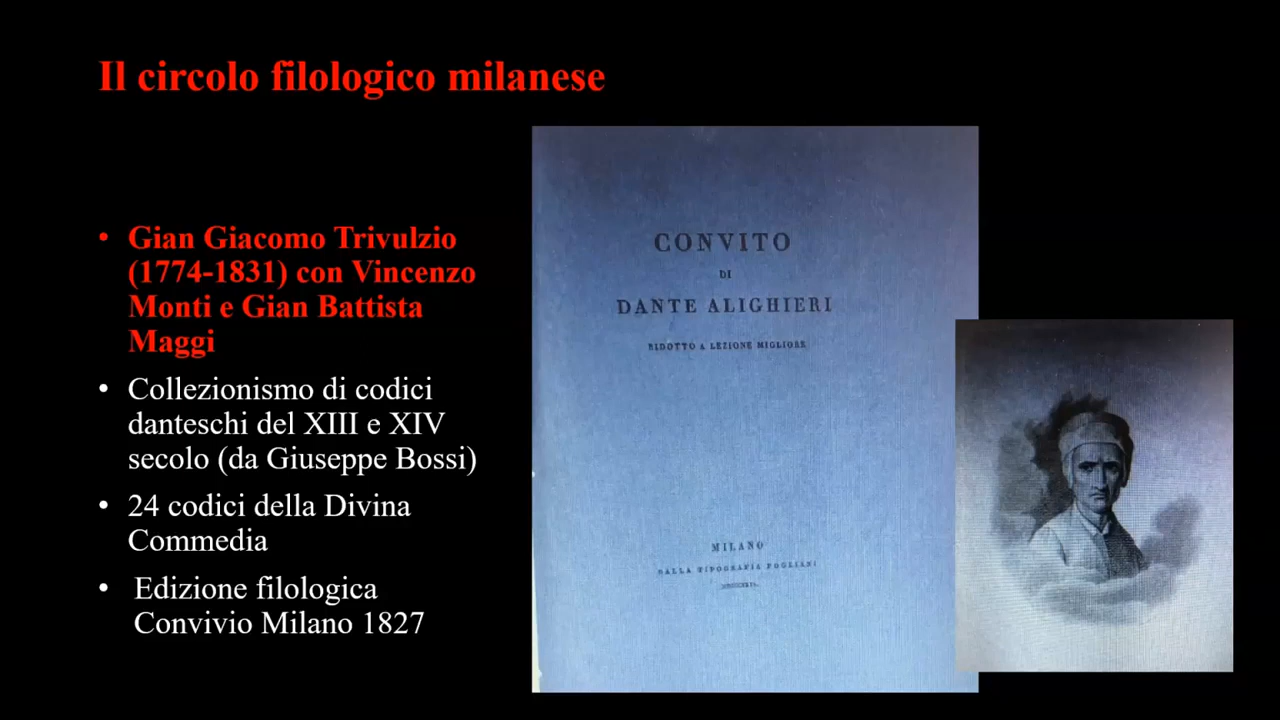 Il circolo filologico milanese
• Gian Giacomo Trivulzio
(1774-1831) con Vincenzo
Monti e Gian Battista
Maggi
• Collezionismo di codici
danteschi del XIII e XIV
secolo (da Giuseppe Bossi)
• 24 codici della Divina
Commedia
• Edizione filologica
Convivio Milano 1827
CONVITO
DI
DANTE ALIGHIERI
RIDOTTO A LEZIONE MIGLIORE
MILANO
DALLA TIPOGRAFIA POGLIANI